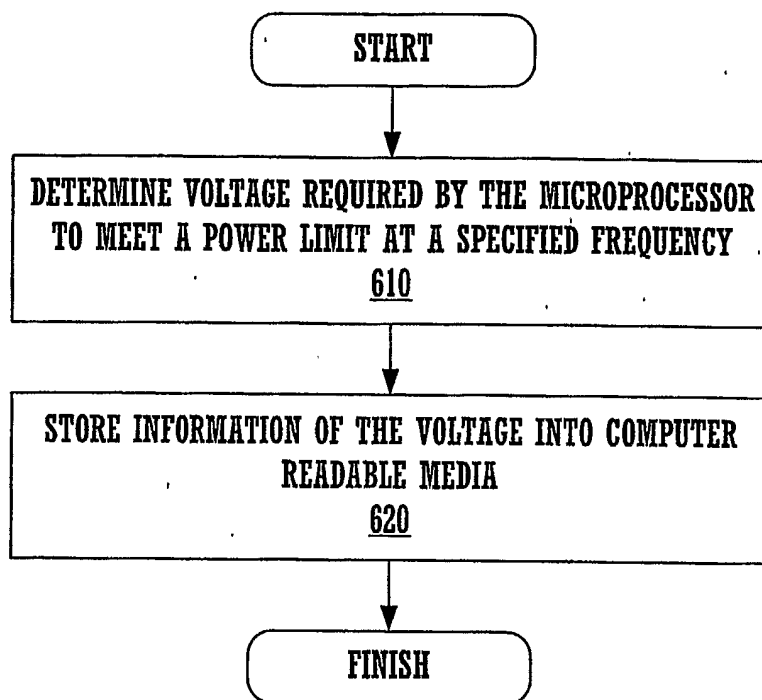 START
DETERMINE VOLTAGE REQUIRED BY THE MICROPROCESSOR
TO MEET A POWER LIMIT AT A SPECIFIED FREQUENCY
610
STORE INFORMATION OF THE VOLTAGE INTO COMPUTER
READABLE MEDIA
620
FINISH